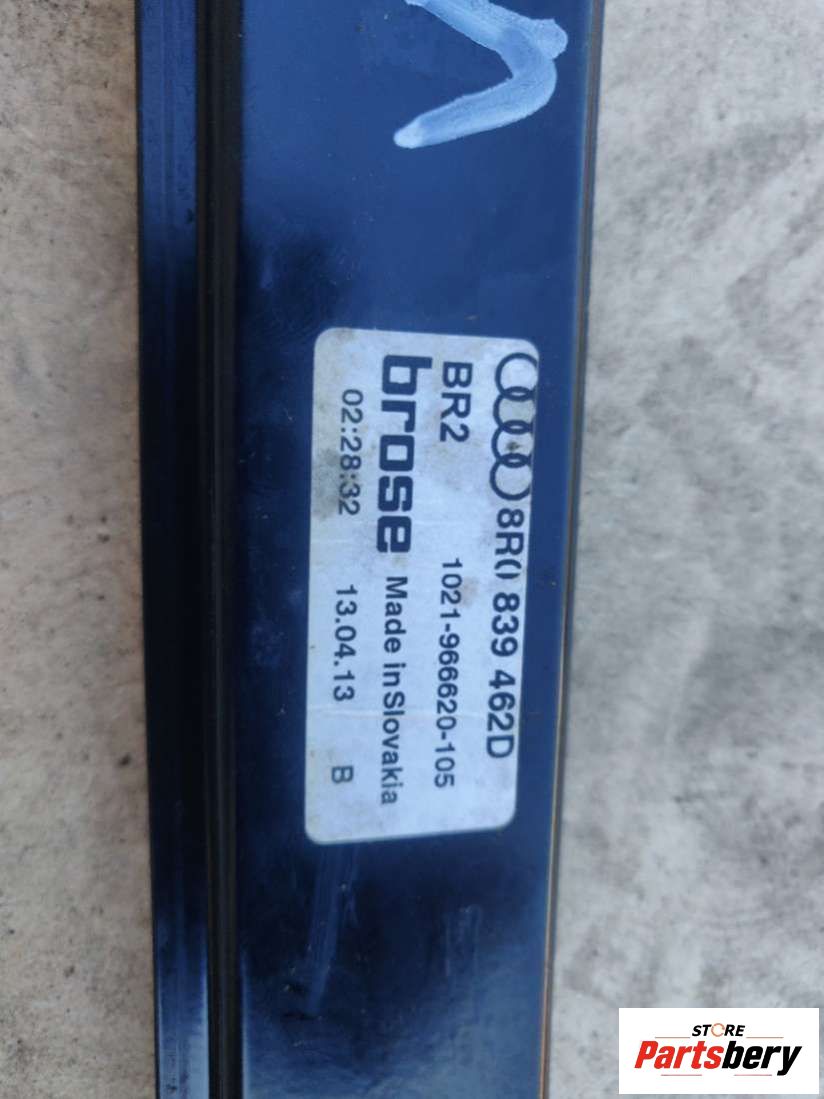 8R0 839 462D
BR2 1021-966620-105
brose Made in Slovakia
02:28:32 13.04.13 B
STORE
Partsbery